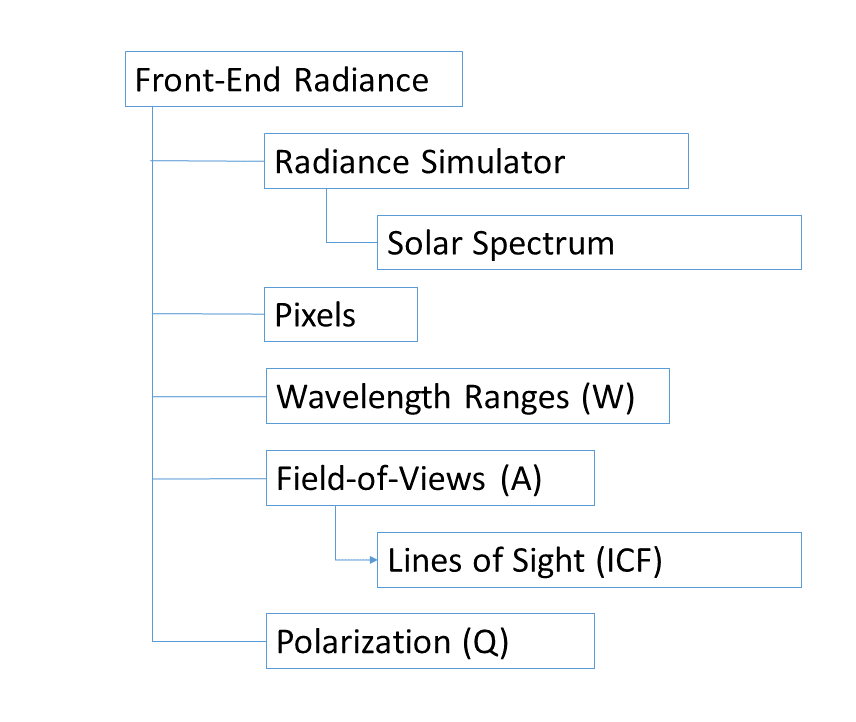 Front-End Radiance
Radiance Simulator
Solar Spectrum
Pixels
Wavelength Ranges (W)
Field-of-Views (A)
Lines of Sight (ICF)
Polarization (Q)